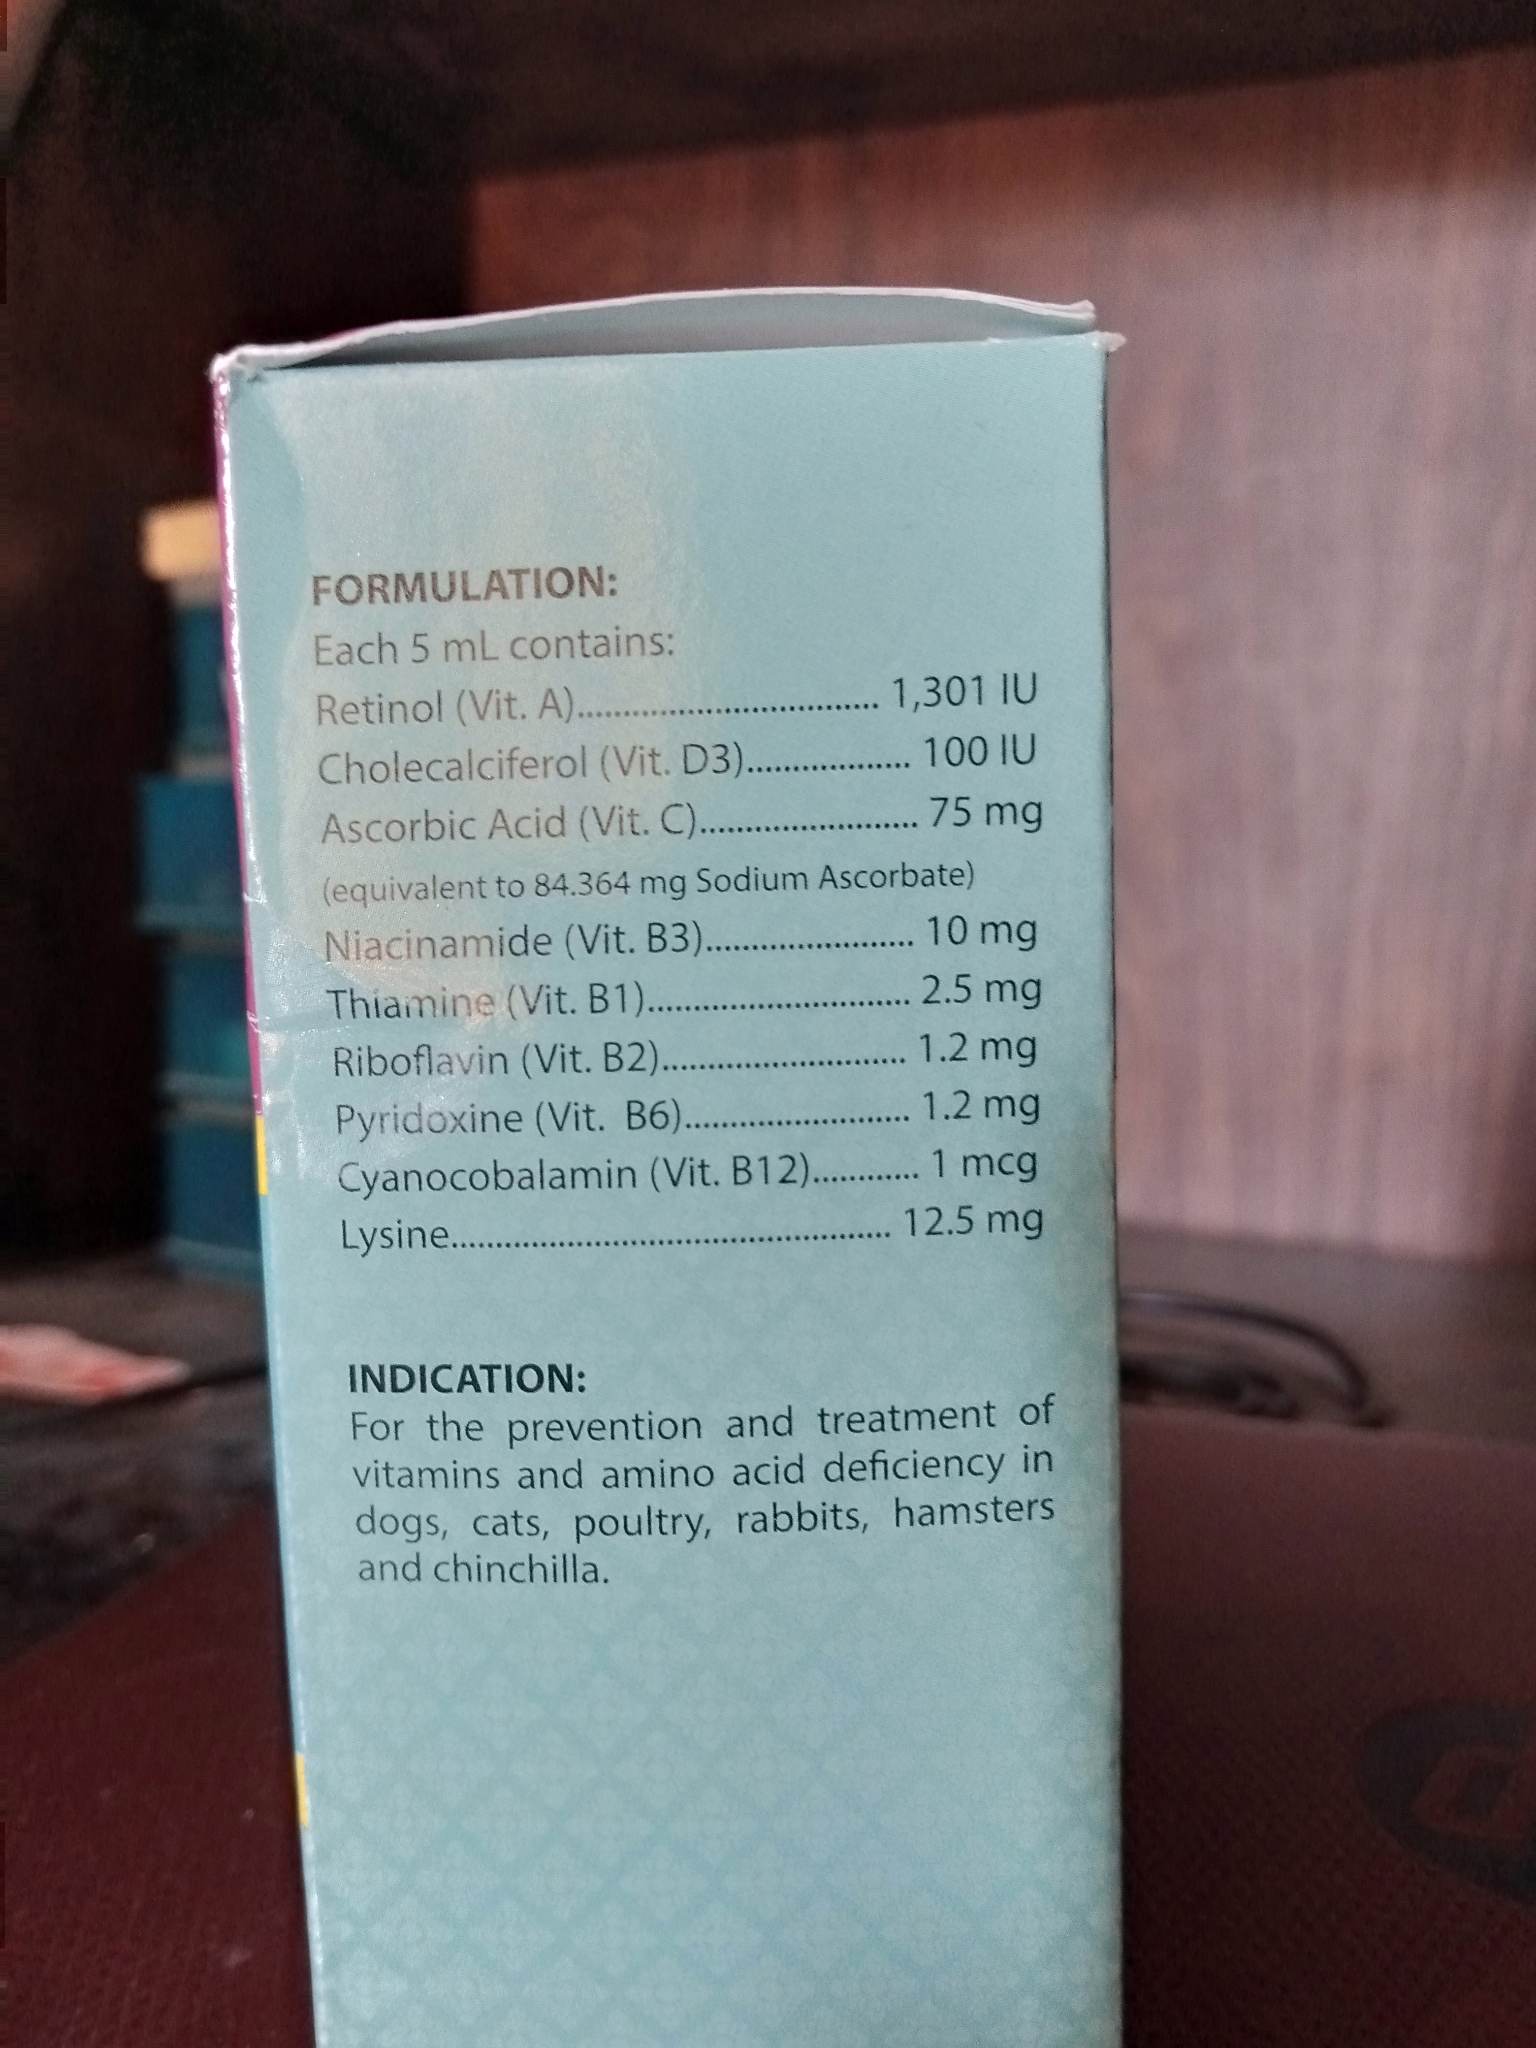 FORMULATION:
Each 5 mL contains:
Retinol (Vit. A)................................. 1,301 IU
Cholecalciferol (Vit. D3).................. 100 IU
Ascorbic Acid (Vit. C)........................ 75 mg
(equivalent to 84.364 mg Sodium Ascorbate)
Niacinamide (Vit. B3)....................... 10 mg
Thiamine (Vit. B1)............................. 2.5 mg
Riboflavin (Vit. B2)........................... 1.2 mg
Pyridoxine (Vit. B6)......................... 1.2 mg
Cyanocobalamin (Vit. B12)............ 1 mcg
Lysine................................................ 12.5 mg
INDICATION:
For the prevention and treatment of
vitamins and amino acid deficiency in
dogs, cats, poultry, rabbits, hamsters
and chinchilla.